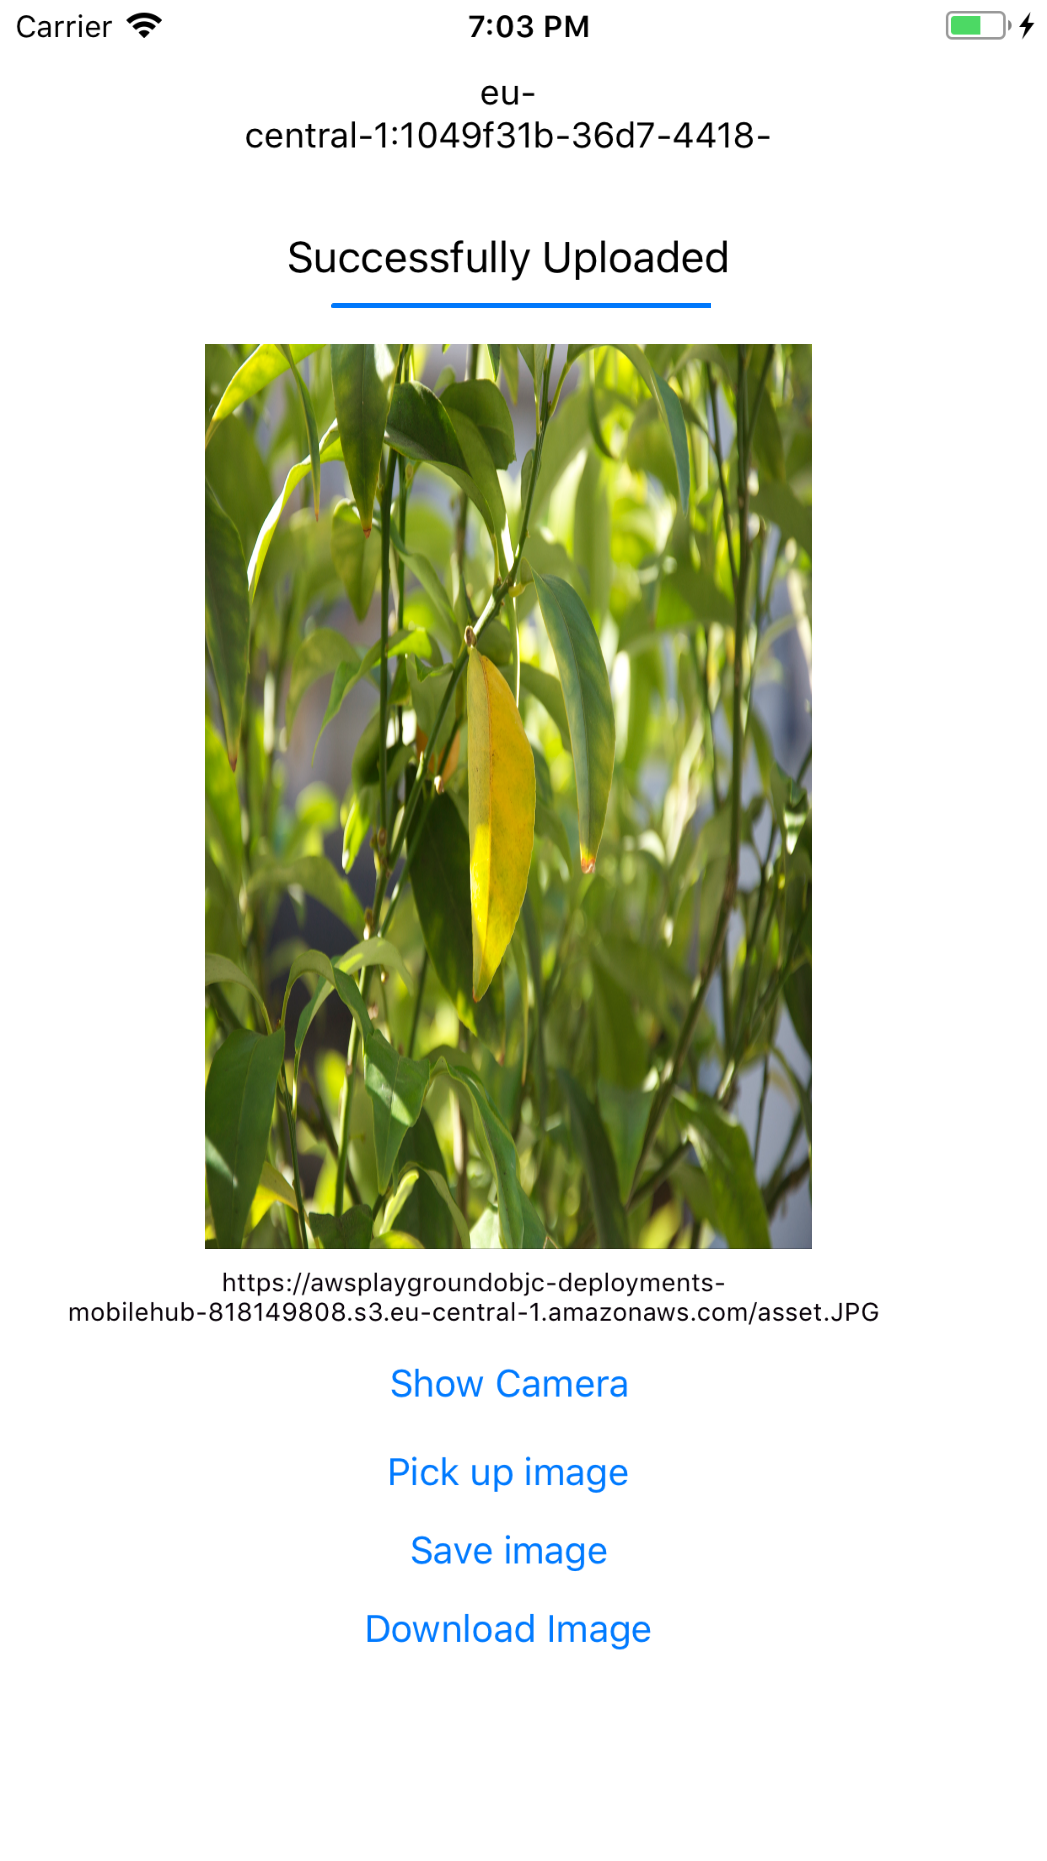 Carrier 7:03 PM
eu-
central-1:1049f31b-36d7-4418-
Successfully Uploaded
https://awsplaygroundobjc-deployments-
mobilehub-818149808.s3.eu-central-1.amazonaws.com/asset.JPG
Show Camera
Pick up image
Save image
Download Image